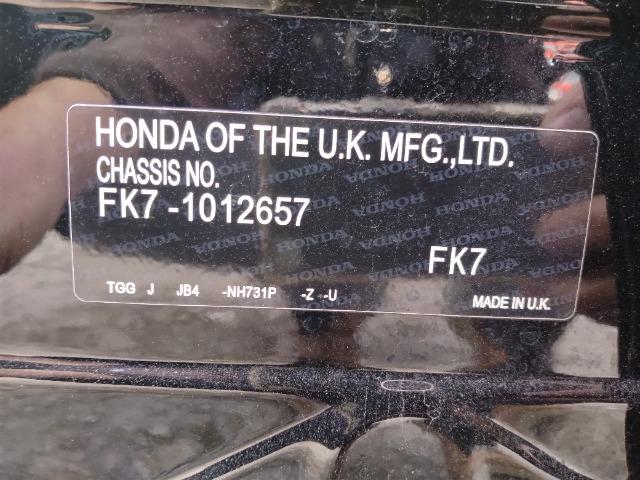 HONDA OF THE U.K. MFG.,LTD.
CHASSIS NO.
FK7-1012657
FK7
TGG J JB4 -NH731P -Z -U
MADE IN U.K.